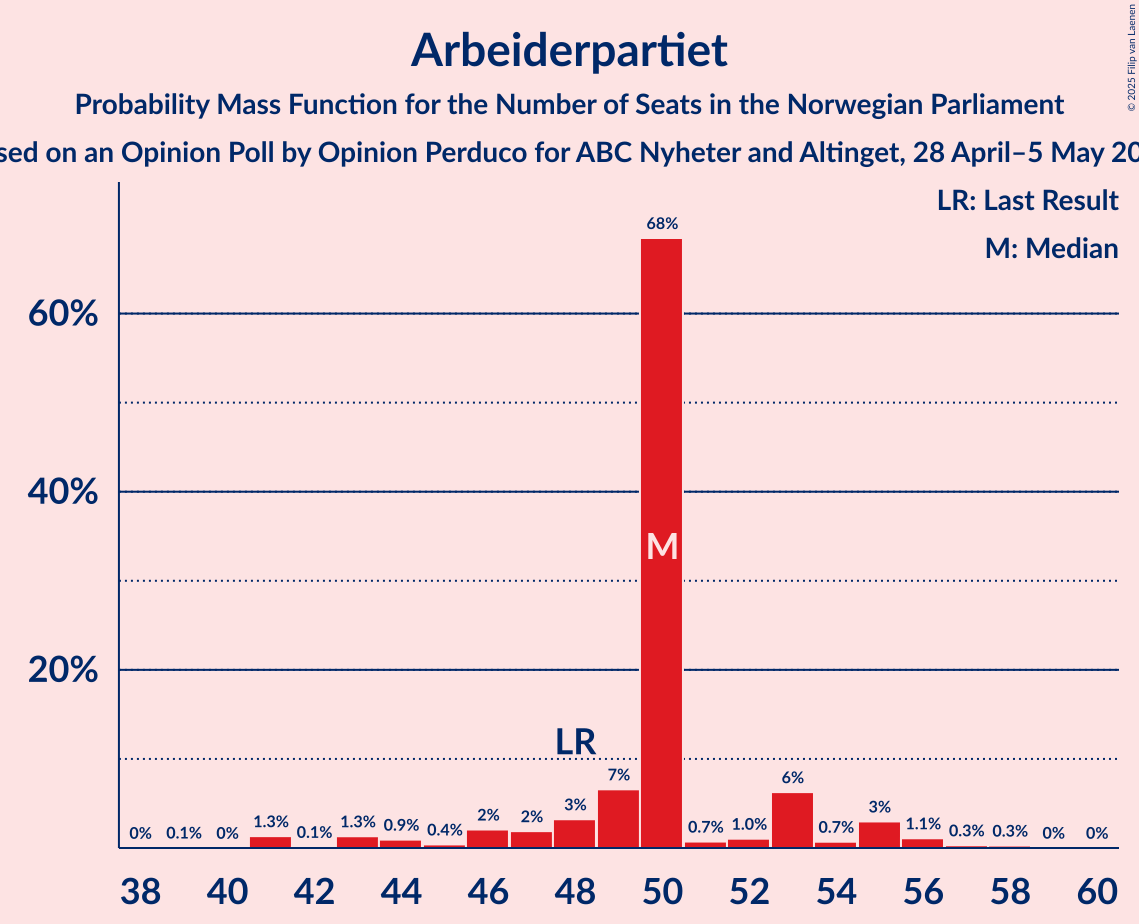 Arbeiderpartiet
Probability Mass Function for the Number of Seats in the Norwegian Parliament
on an Opinion Poll by Opinion Perduco for ABC Nyheter and Altinget, 28 April–5 May
© 2025 Filip van Laenen
LR: Last Result
M: Median
60%
40%
20%
68%
M
LR
0% 0.1% 0% 1.3% 0.1% 1.3% 0.9% 0.4% 2% 2% 3% 7% 0.7% 1.0% 6% 0.7% 3% 1.1% 0.3% 0.3% 0% 0%
38 40 42 44 46 48 50 52 54 56 58 60